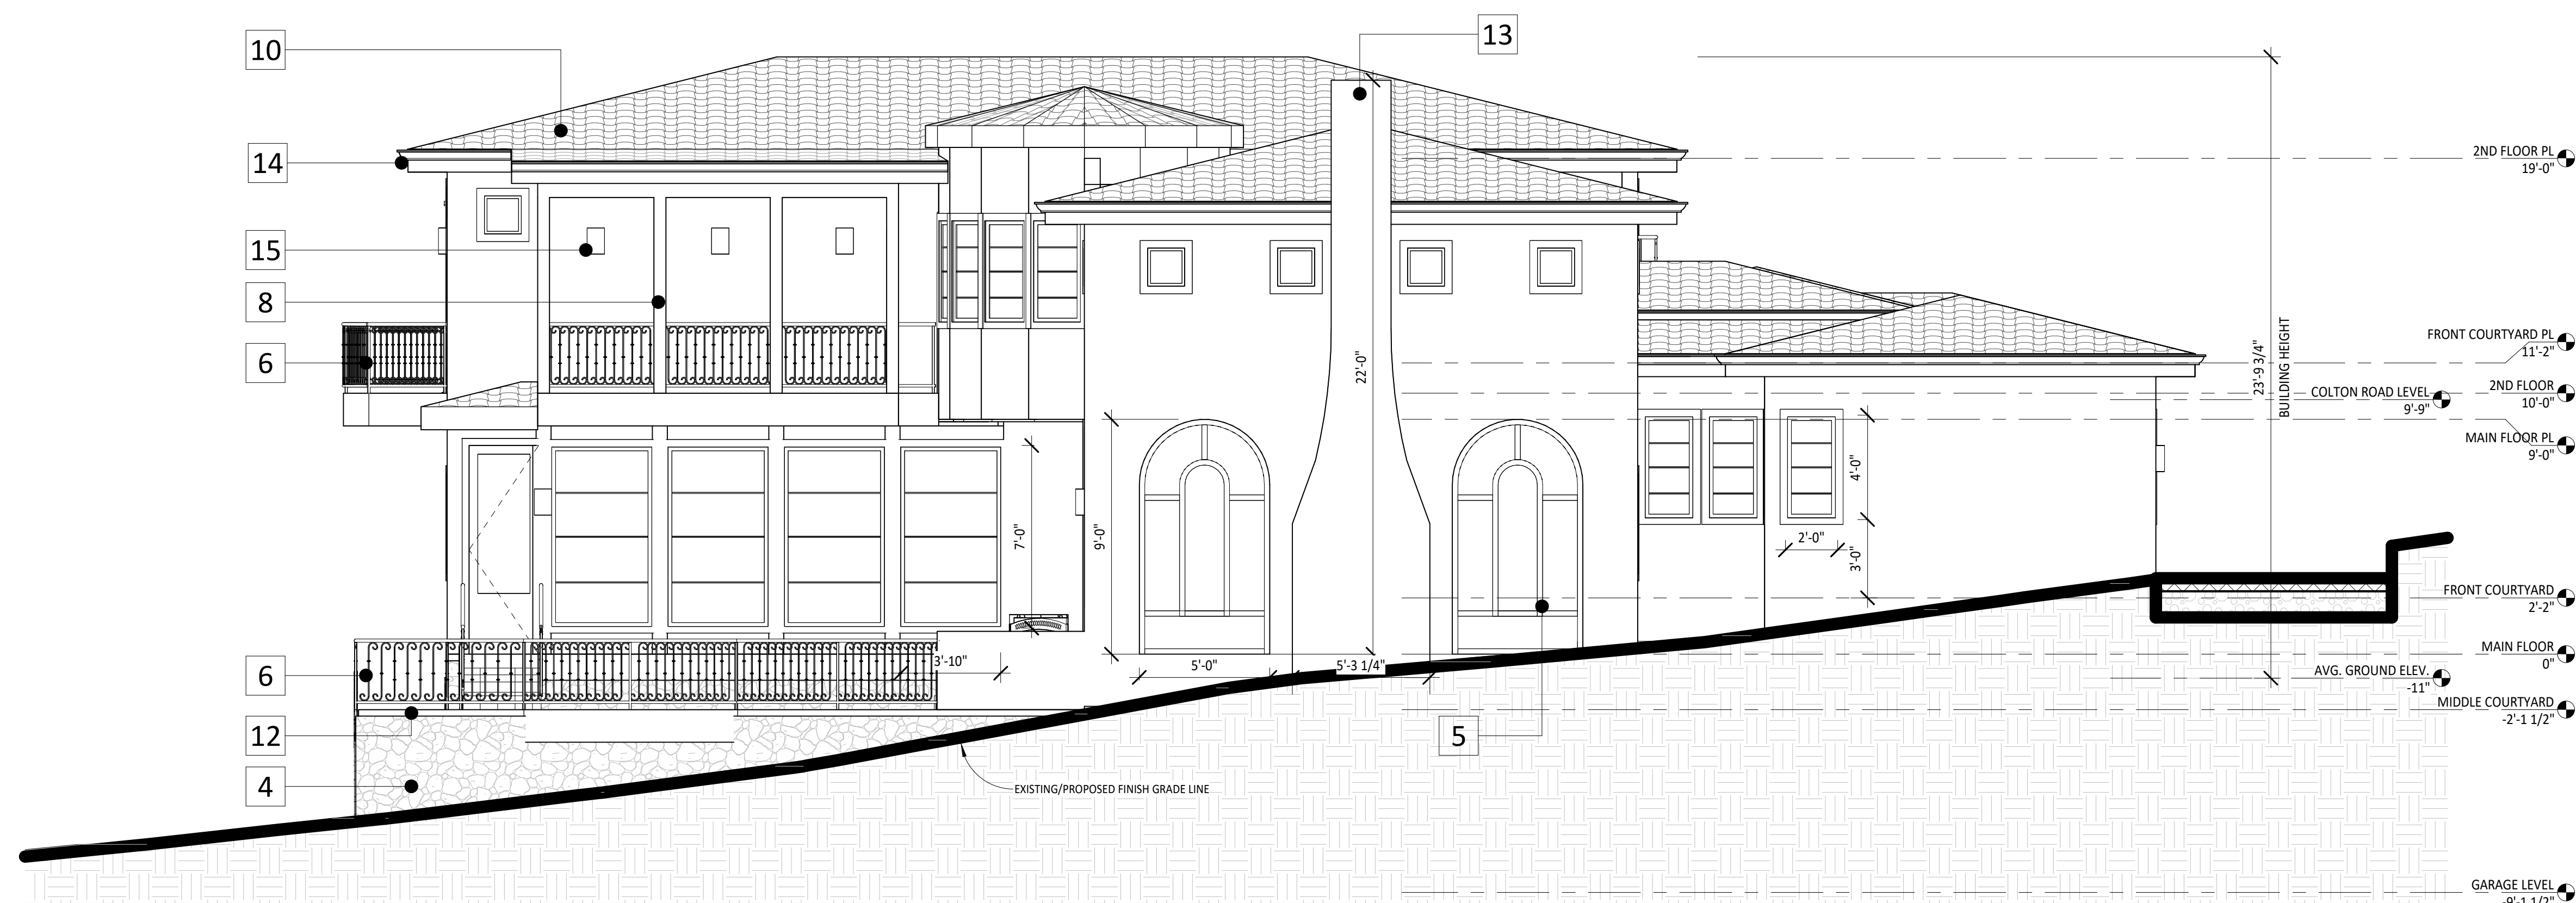 10
13
14
2ND FLOOR PL
19'-0"
15
8
6
FRONT COURTYARD PL
11'-2"
22'-0"
23'-9 3/4"
BUILDING HEIGHT
2ND FLOOR
10'-0"
COLTON ROAD LEVEL
9'-9"
MAIN FLOOR PL
9'-0"
4'-0"
7'-0"
9'-0"
2'-0"
3'-0"
FRONT COURTYARD
2'-2"
MAIN FLOOR
0"
3'-10"
5'-0"
5'-3 1/4"
AVG. GROUND ELEV.
-11"
6
MIDDLE COURTYARD
-2'-1 1/2"
12
5
4
EXISTING/PROPOSED FINISH GRADE LINE
GARAGE LEVEL
-9'-1 1/2"